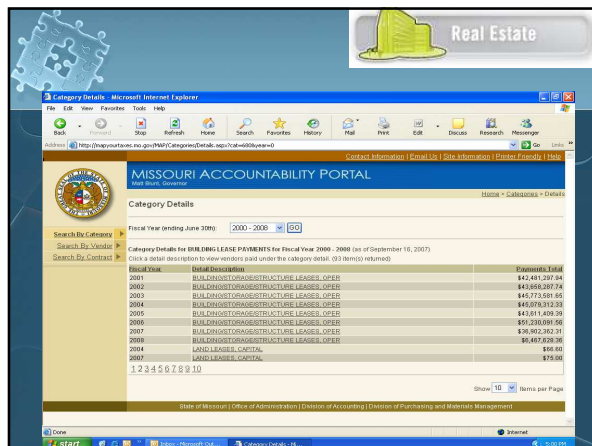 Real Estate
Category Details - Microsoft Internet Explorer
File Edit View Favorites Tools Help
Back Forward Stop Refresh Home Search Favorites History Mail Print Edit Discuss Research Messenger
Address http://mapyourtaxes.mo.gov/MAP/Categories/Details.aspx?cat=680&year=0 Go Links
Contact Information | Email Us | Site Information | Printer Friendly | Help
MISSOURI ACCOUNTABILITY PORTAL
Matt Blunt, Governor
Home > Categories > Details
Category Details
Search By Category
Search By Vendor
Search By Contract
Fiscal Year (ending June 30th): 2000 - 2008 GO
Category Details for BUILDING LEASE PAYMENTS for Fiscal Year 2000 - 2008 (as of September 16, 2007)
Click a detail description to view vendors paid under the category detail. (93 item(s) returned)
Fiscal Year Detail Description Payments Total
2001 BUILDING/STORAGE/STRUCTURE LEASES, OPER $42,481,297.94
2002 BUILDING/STORAGE/STRUCTURE LEASES, OPER $43,658,287.74
2003 BUILDING/STORAGE/STRUCTURE LEASES, OPER $45,773,581.65
2004 BUILDING/STORAGE/STRUCTURE LEASES, OPER $45,079,312.33
2005 BUILDING/STORAGE/STRUCTURE LEASES, OPER $43,611,409.39
2006 BUILDING/STORAGE/STRUCTURE LEASES, OPER $51,230,091.56
2007 BUILDING/STORAGE/STRUCTURE LEASES, OPER $36,902,362.31
2008 BUILDING/STORAGE/STRUCTURE LEASES, OPER $6,467,629.36
2004 LAND LEASES, CAPITAL $66.60
2007 LAND LEASES, CAPITAL $75.00
1 2 3 4 5 6 7 8 9 10
Show 10 Items per Page
State of Missouri | Office of Administration | Division of Accounting | Division of Purchasing and Materials Management
Done Internet
start Inbox - Microsoft Out... Category Details - Mi... 5:00 PM